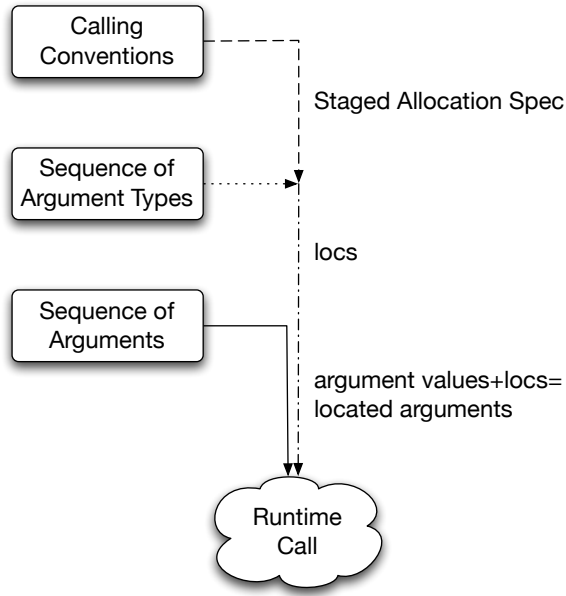 Calling
Conventions
Staged Allocation Spec
Sequence of
Argument Types
locs
Sequence of
Arguments
argument values+locs=
located arguments
Runtime
Call